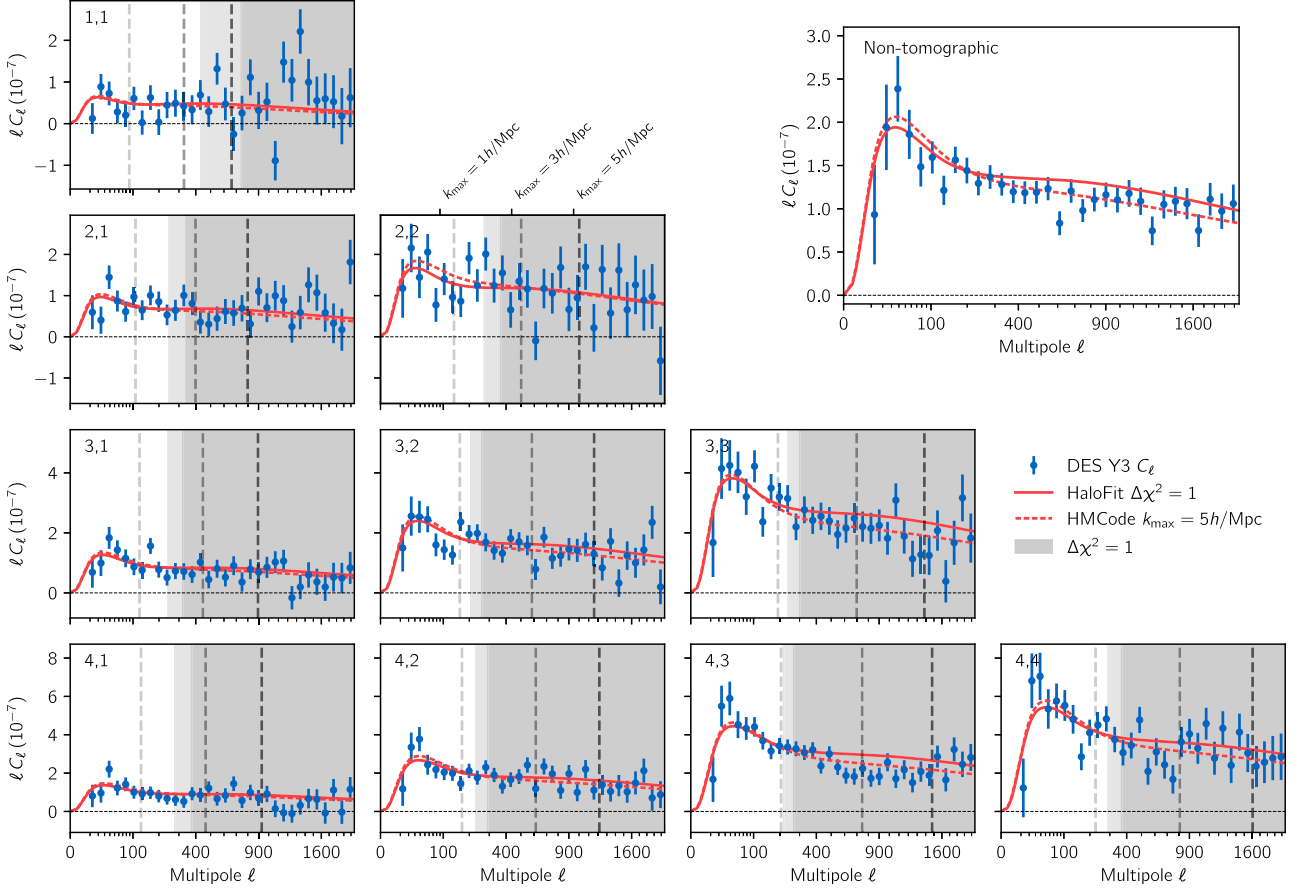 1,1
ℓ C_ℓ (10⁻⁷)
2
0
−1
Non-tomographic
ℓ C_ℓ (10⁻⁷)
3.0
2.5
2.0
1.5
1.0
0.5
0.0
0 100 400 900 1600
Multipole ℓ
k_max = 1h/Mpc
k_max = 3h/Mpc
k_max = 5h/Mpc
2,1
2,2
ℓ C_ℓ (10⁻⁷)
2
1
0
−1
3,1
3,2
3,3
ℓ C_ℓ (10⁻⁷)
4
2
0
DES Y3 C_ℓ
HaloFit Δχ² = 1
HMCode k_max = 5h/Mpc
Δχ² = 1
4,1
4,2
4,3
4,4
ℓ C_ℓ (10⁻⁷)
8
6
4
2
0
0 100 400 900 1600
0 100 400 900 1600
0 100 400 900 1600
0 100 400 900 1600
Multipole ℓ
Multipole ℓ
Multipole ℓ
Multipole ℓ